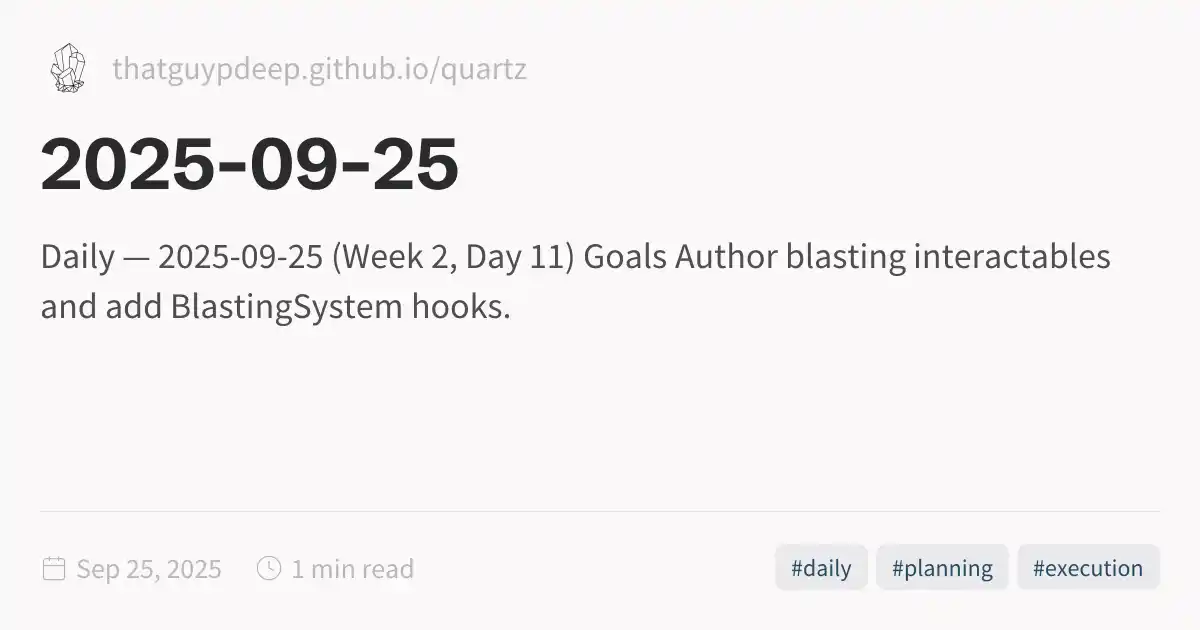 thatguypdeep.github.io/quartz
2025-09-25
Daily — 2025-09-25 (Week 2, Day 11) Goals Author blasting interactables
and add BlastingSystem hooks.
Sep 25, 2025 1 min read #daily #planning #execution